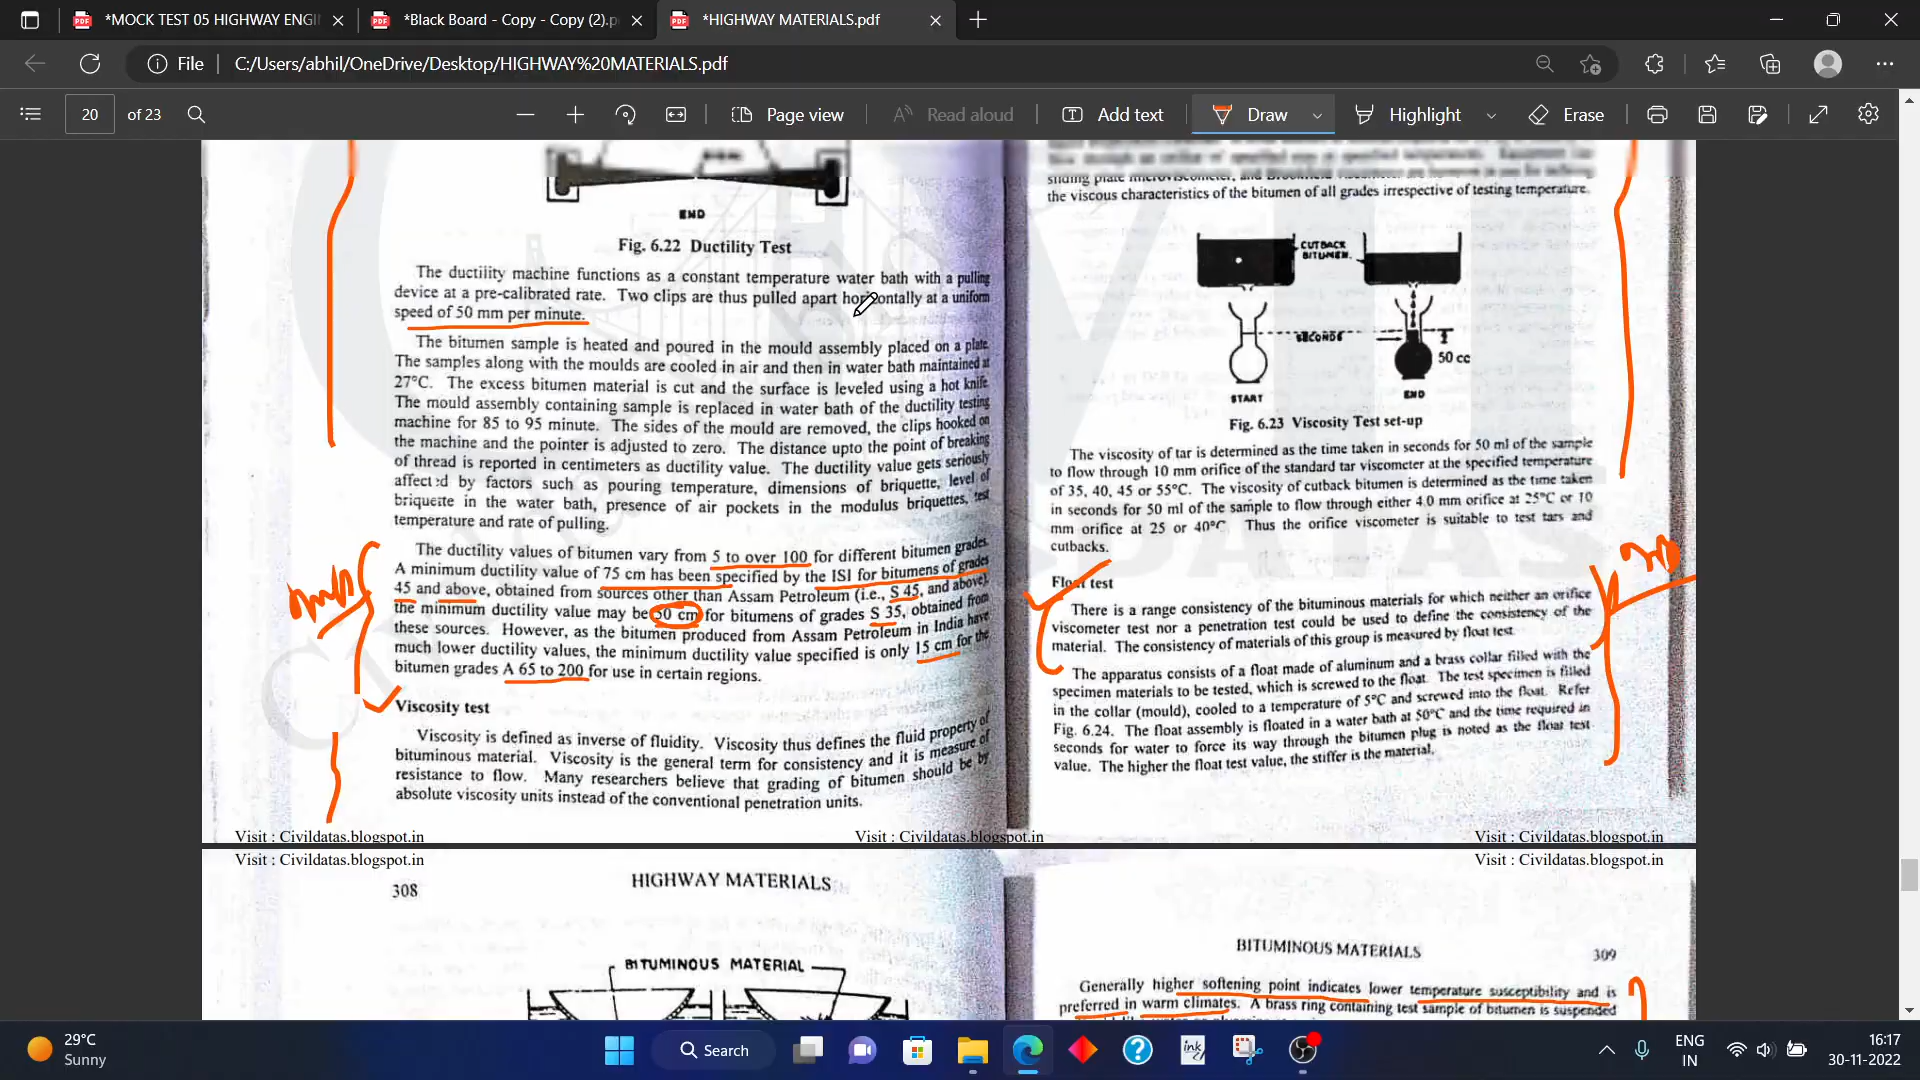 *MOCK TEST 05 HIGHWAY ENGI
*Black Board - Copy - Copy (2).p
*HIGHWAY MATERIALS.pdf
File
C:/Users/abhil/OneDrive/Desktop/HIGHWAY%20MATERIALS.pdf
20 of 23
Page view
Read aloud
Add text
Draw
Highlight
Erase
END
Fig. 6.22 Ductility Test
The ductility machine functions as a constant temperature water bath with a pulling
device at a pre-calibrated rate. Two clips are thus pulled apart horizontally at a uniform
speed of 50 mm per minute.
The bitumen sample is heated and poured in the mould assembly placed on a plate.
The samples along with the moulds are cooled in air and then in water bath maintained at
27°C. The excess bitumen material is cut and the surface is leveled using a hot knife.
The mould assembly containing sample is replaced in water bath of the ductility testing
machine for 85 to 95 minute. The sides of the mould are removed, the clips hooked on
the machine and the pointer is adjusted to zero. The distance upto the point of breaking
of thread is reported in centimeters as ductility value. The ductility value gets seriously
affected by factors such as pouring temperature, dimensions of briquette, level of
briquette in the water bath, presence of air pockets in the modulus briquettes, test
temperature and rate of pulling.
The ductility values of bitumen vary from 5 to over 100 for different bitumen grades.
A minimum ductility value of 75 cm has been specified by the ISI for bitumens of grades
45 and above, obtained from sources other than Assam Petroleum (i.e., S 45, and above).
the minimum ductility value may be 50 cm for bitumens of grades S 35, obtained from
these sources. However, as the bitumen produced from Assam Petroleum in India have
much lower ductility values, the minimum ductility value specified is only 15 cm for the
bitumen grades A 65 to 200 for use in certain regions.
Viscosity test
Viscosity is defined as inverse of fluidity. Viscosity thus defines the fluid property of
bituminous material. Viscosity is the general term for consistency and it is measure of
resistance to flow. Many researchers believe that grading of bitumen should be by
absolute viscosity units instead of the conventional penetration units.
the viscous characteristics of the bitumen of all grades irrespective of testing temperature.
CUTBACK
BITUMEN.
SECONDS
50 cc
START
END
Fig. 6.23 Viscosity Test set-up
The viscosity of tar is determined as the time taken in seconds for 50 ml of the sample
to flow through 10 mm orifice of the standard tar viscometer at the specified temperature
of 35, 40, 45 or 55°C. The viscosity of cutback bitumen is determined as the time taken
in seconds for 50 ml of the sample to flow through either 4.0 mm orifice at 25°C or 10
mm orifice at 25 or 40°C Thus the orifice viscometer is suitable to test tars and
cutbacks.
Float test
There is a range consistency of the bituminous materials for which neither an orifice
viscometer test nor a penetration test could be used to define the consistency of the
material. The consistency of materials of this group is measured by float test
The apparatus consists of a float made of aluminum and a brass collar filled with the
specimen materials to be tested, which is screwed to the float. The test specimen is filled
in the collar (mould), cooled to a temperature of 5°C and screwed into the float. Refer
Fig. 6.24. The float assembly is floated in a water bath at 50°C and the time required in
seconds for water to force its way through the bitumen plug is noted as the float test
value. The higher the float test value, the stiffer is the material.
Visit : Civildatas.blogspot.in
Visit : Civildatas.blogspot.in
Visit : Civildatas.blogspot.in
Visit : Civildatas.blogspot.in
Visit : Civildatas.blogspot.in
308
HIGHWAY MATERIALS
BITUMINOUS MATERIAL
BITUMINOUS MATERIALS
309
Generally higher softening point indicates lower temperature susceptibility and is
preferred in warm climates. A brass ring containing test sample of bitumen is suspended
29°C
Sunny
Search
ENG
IN
16:17
30-11-2022